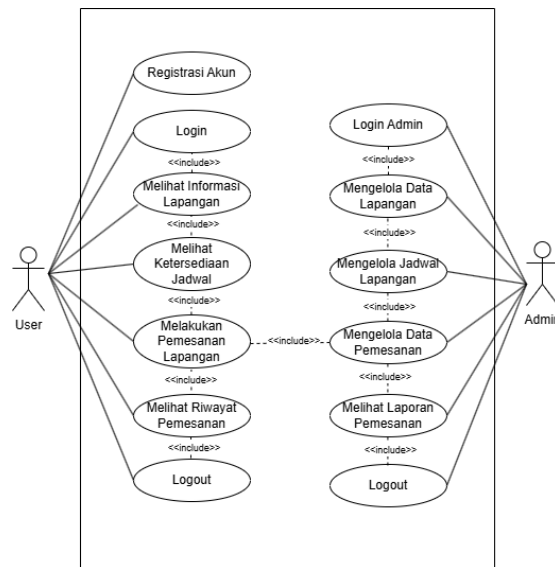 Registrasi Akun
Login
<<include>>
Melihat Informasi
Lapangan
<<include>>
Melihat
Ketersediaan
Jadwal
<<include>>
Melakukan
Pemesanan
Lapangan
<<include>>
Melihat Riwayat
Pemesanan
<<include>>
Logout
User
<<include>>
Login Admin
<<include>>
Mengelola Data
Lapangan
<<include>>
Mengelola Jadwal
Lapangan
<<include>>
Mengelola Data
Pemesanan
<<include>>
Melihat Laporan
Pemesanan
<<include>>
Logout
Admin